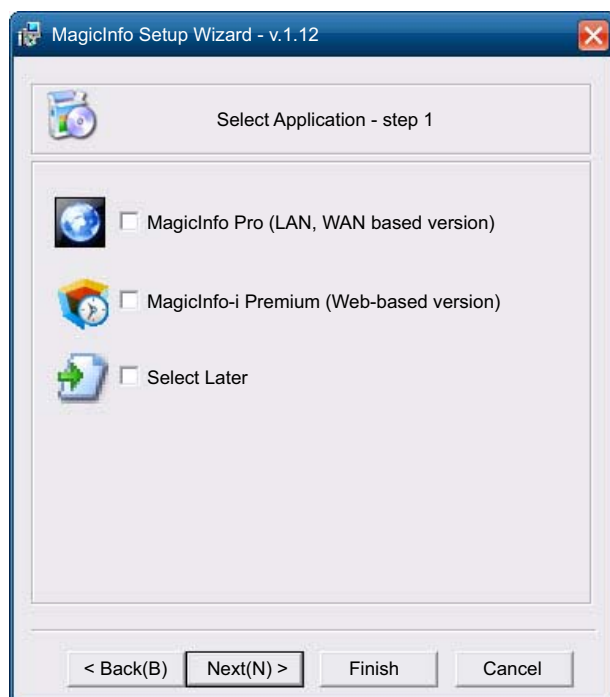 MagicInfo Setup Wizard - v.1.12
Select Application - step 1
MagicInfo Pro (LAN, WAN based version)
MagicInfo-i Premium (Web-based version)
Select Later
< Back(B) Next(N) > Finish Cancel